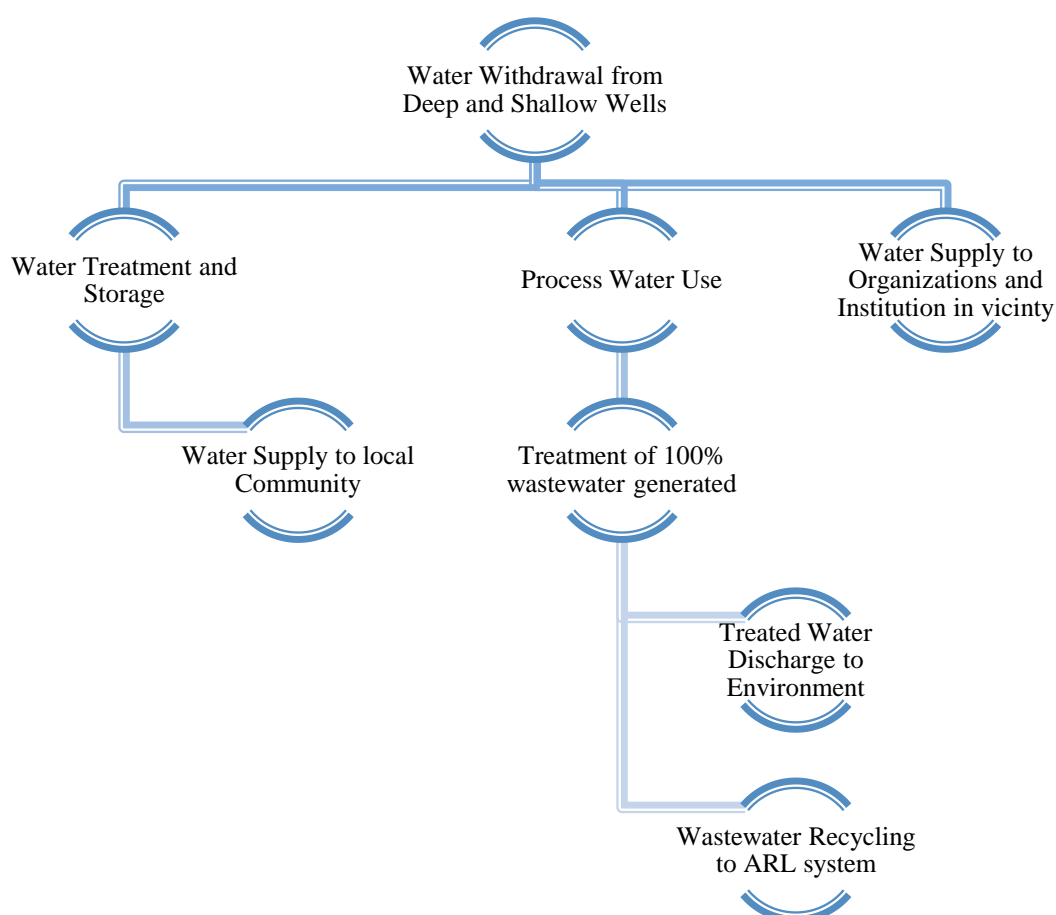 Water Withdrawal from
Deep and Shallow Wells
Water Treatment and
Storage
Process Water Use
Water Supply to
Organizations and
Institution in vicinty
Water Supply to local
Community
Treatment of 100%
wastewater generated
Treated Water
Discharge to
Environment
Wastewater Recycling
to ARL system